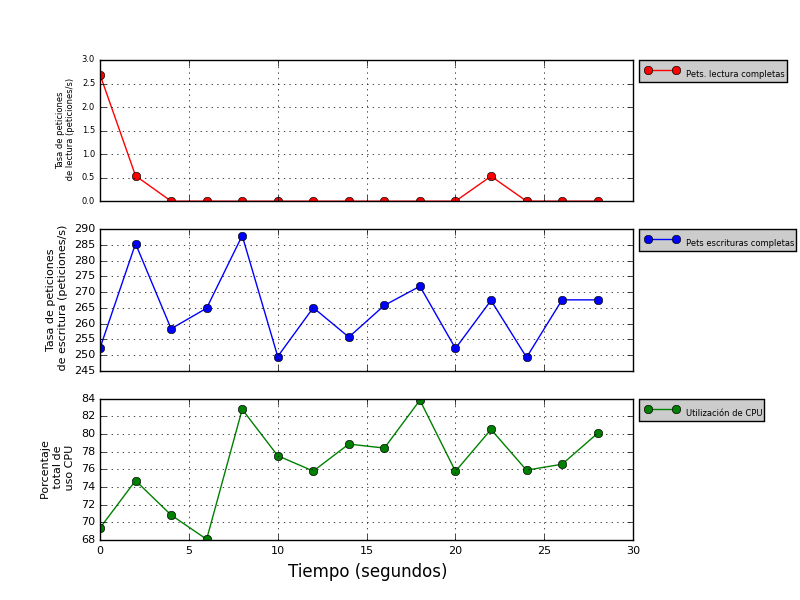 3.0
2.5
2.0
1.5
1.0
0.5
0.0
Tasa de peticiones
de lectura (peticiones/s)
Pets. lectura completas
290
285
280
275
270
265
260
255
250
245
Tasa de peticiones
de escritura (peticiones/s)
Pets escrituras completas
84
82
80
78
76
74
72
70
68
Porcentaje
total de
uso CPU
Utilización de CPU
0 5 10 15 20 25 30
Tiempo (segundos)